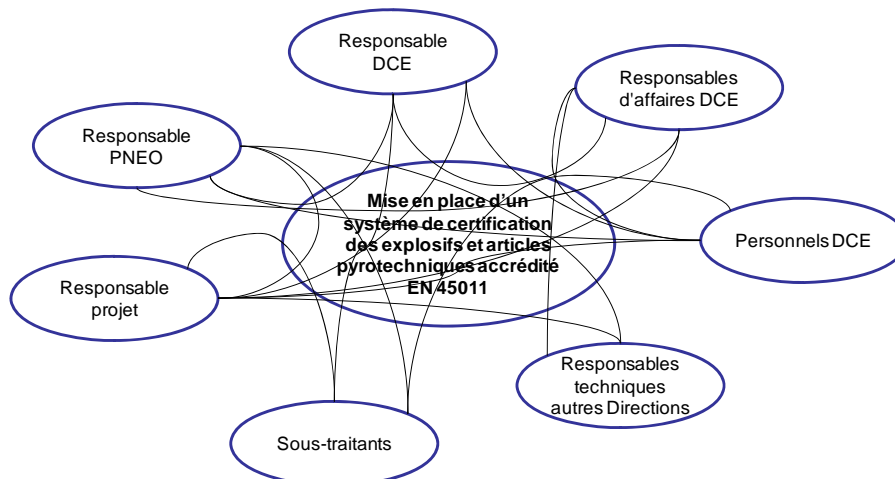 Responsable
DCE
Responsables
d'affaires DCE
Responsable
PNEO
Mise en place d'un
système de certification
des explosifs et articles
pyrotechniques accrédité
EN 45011
Personnels DCE
Responsable
projet
Responsables
techniques
autres Directions
Sous-traitants